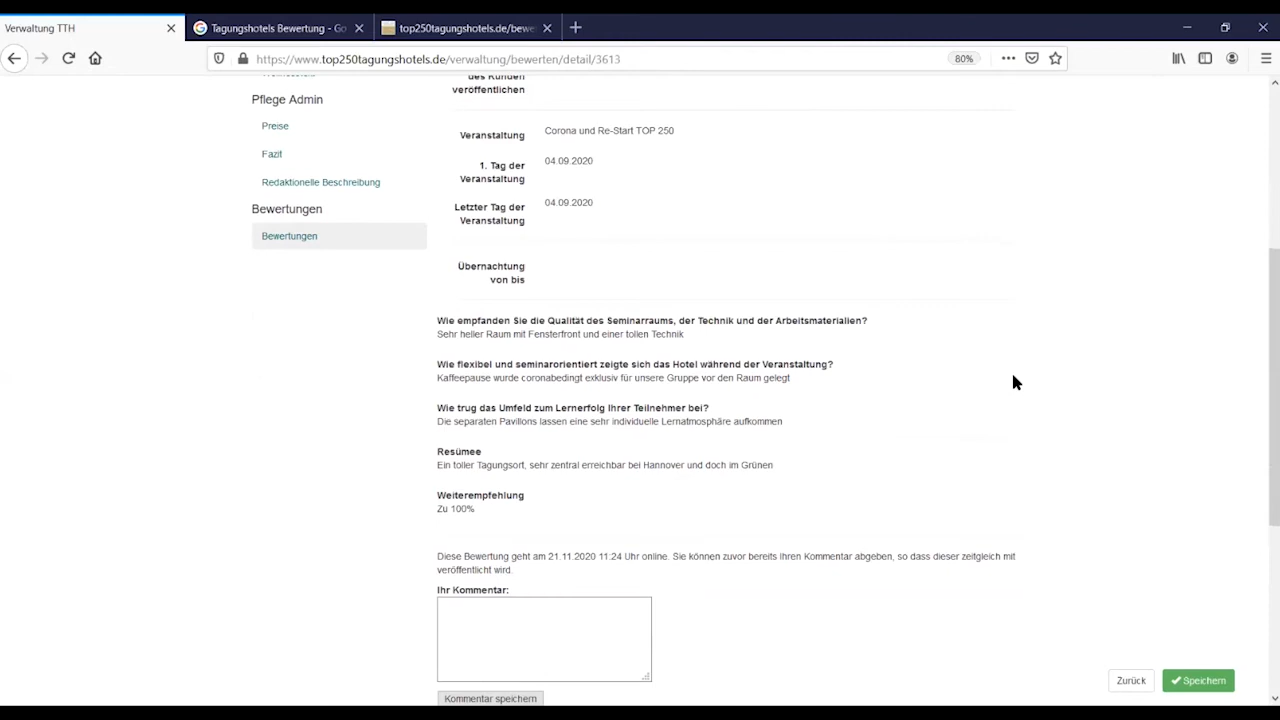 Verwaltung TTH
Tagungshotels Bewertung - Go
top250tagungshotels.de/bewe
https://www.top250tagungshotels.de/verwaltung/bewerten/detail/3613
80%
des Kunden
veröffentlichen
Pflege Admin
Preise
Veranstaltung
Corona und Re-Start TOP 250
Fazit
1. Tag der
Veranstaltung
04.09.2020
Redaktionelle Beschreibung
Bewertungen
Letzter Tag der
Veranstaltung
04.09.2020
Bewertungen
Übernachtung
von bis
Wie empfanden Sie die Qualität des Seminarraums, der Technik und der Arbeitsmaterialien?
Sehr heller Raum mit Fensterfront und einer tollen Technik
Wie flexibel und seminarorientiert zeigte sich das Hotel während der Veranstaltung?
Kaffeepause wurde coronabedingt exklusiv für unsere Gruppe vor den Raum gelegt
Wie trug das Umfeld zum Lernerfolg Ihrer Teilnehmer bei?
Die separaten Pavillons lassen eine sehr individuelle Lernatmosphäre aufkommen
Resümee
Ein toller Tagungsort, sehr zentral erreichbar bei Hannover und doch im Grünen
Weiterempfehlung
Zu 100%
Diese Bewertung geht am 21.11.2020 11:24 Uhr online. Sie können zuvor bereits Ihren Kommentar abgeben, so dass dieser zeitgleich mit
veröffentlicht wird.
Ihr Kommentar:
Kommentar speichern
Zurück
Speichern